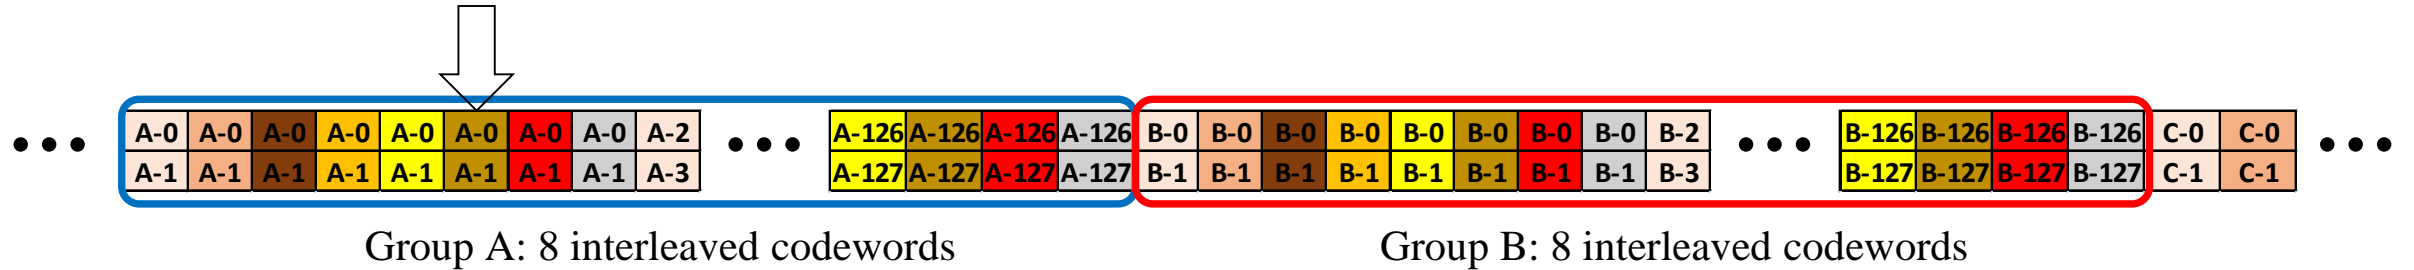 A-0 A-0 A-0 A-0 A-0 A-0 A-0 A-0 A-2 A-126 A-126 A-126 A-126 B-0 B-0 B-0 B-0 B-0 B-0 B-0 B-0 B-2 B-126 B-126 B-126 B-126 C-0 C-0
A-1 A-1 A-1 A-1 A-1 A-1 A-1 A-1 A-3 A-127 A-127 A-127 A-127 B-1 B-1 B-1 B-1 B-1 B-1 B-1 B-1 B-3 B-127 B-127 B-127 B-127 C-1 C-1
Group A: 8 interleaved codewords Group B: 8 interleaved codewords